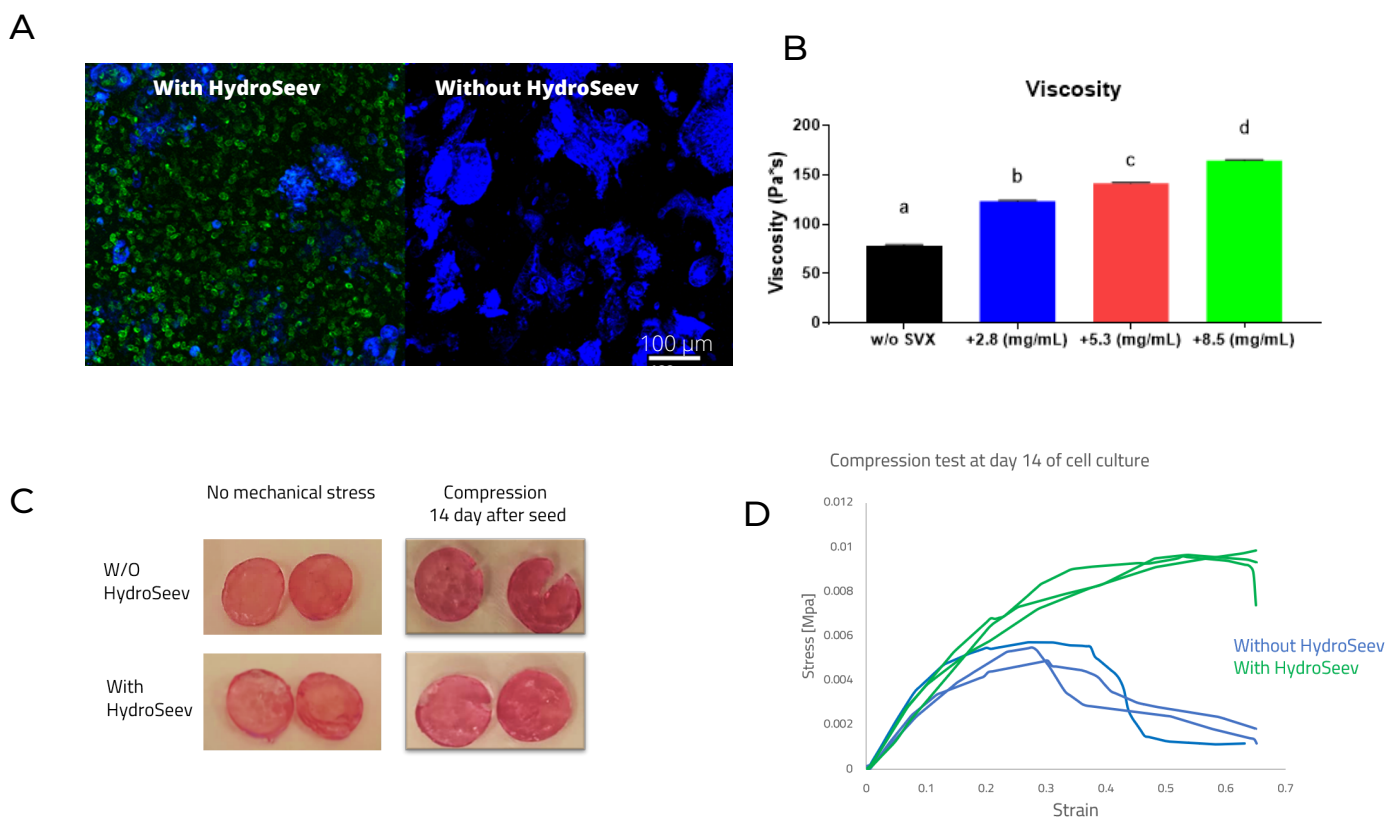 A
With HydroSeev
Without HydroSeev
100 µm
B
Viscosity
Viscosity (Pa*s)
200
150
100
50
0
a
b
c
d
w/o SVX
+2.8 (mg/mL)
+5.3 (mg/mL)
+8.5 (mg/mL)
C
No mechanical stress
Compression
14 day after seed
W/O
HydroSeev
With
HydroSeev
D
Compression test at day 14 of cell culture
Stress [Mpa]
0.012
0.01
0.008
0.006
0.004
0.002
0
0
0.1
0.2
0.3
0.4
0.5
0.6
0.7
Strain
Without HydroSeev
With HydroSeev